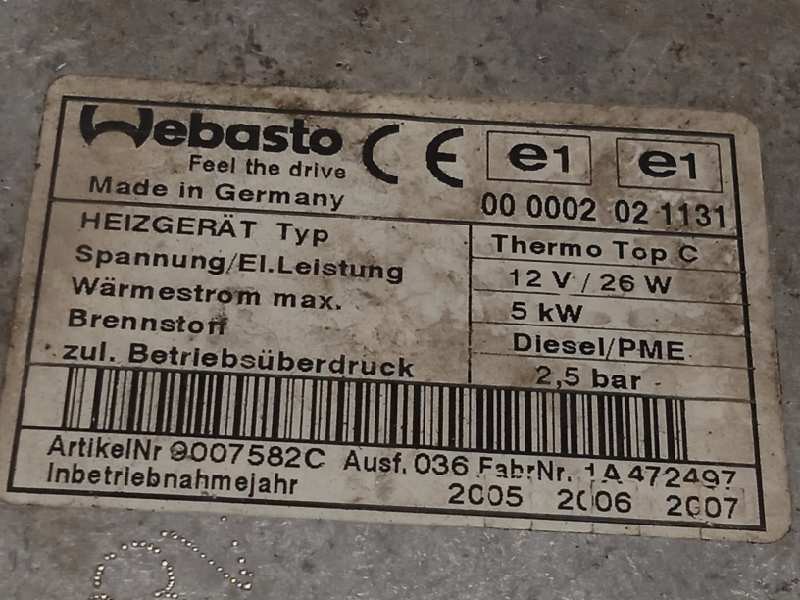 Webasto CE e1 e1
Feel the drive
Made in Germany 00 0002 02 1131
HEIZGERÄT Typ Thermo Top C
Spannung/El.Leistung 12 V / 26 W
Wärmestrom max. 5 kW
Brennstoff Diesel/PME
zul. Betriebsüberdruck 2,5 bar
ArtikelNr 9007582C Ausf. 036 FabrNr. 1A472497
Inbetriebnahmejahr 2005 2006 2007